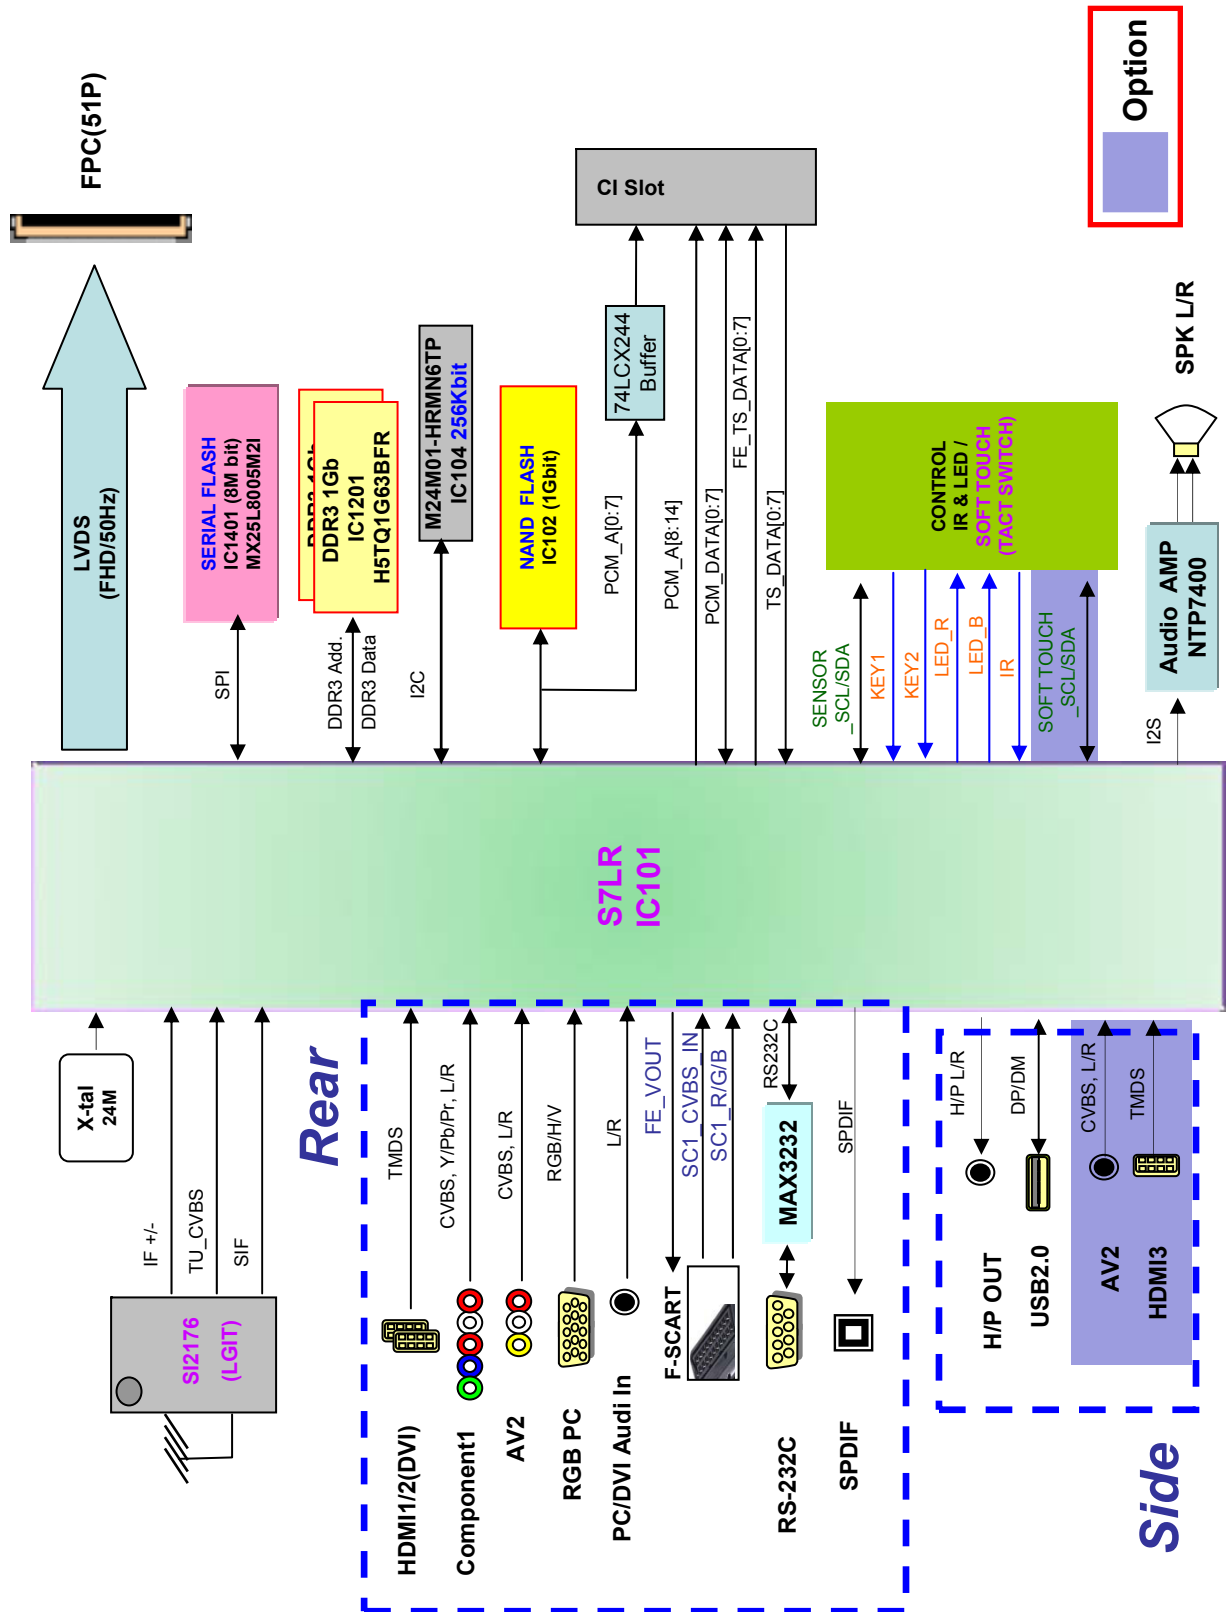 FPC(51P)
LVDS
(FHD/50Hz)
SERIAL FLASH
IC1401 (8M bit)
MX25L8005M2I
SPI
DDR3 1Gb
DDR3 1Gb
IC1201
H5TQ1G63BFR
DDR3 Add.
DDR3 Data
M24M01-HRMN6TP
IC104 256Kbit
I2C
NAND FLASH
IC102 (1Gbit)
74LCX244
Buffer
CI Slot
PCM_A[0:7]
PCM_A[8:14]
PCM_DATA[0:7]
FE_TS_DATA[0:7]
TS_DATA[0:7]
CONTROL
IR & LED /
SOFT TOUCH
(TACT SWITCH)
SENSOR
_SCL/SDA
KEY1
KEY2
LED_R
LED_B
IR
SOFT TOUCH
_SCL/SDA
Option
SPK L/R
Audio AMP
NTP7400
I2S
S7LR
IC101
X-tal
24M
SI2176
(LGIT)
IF +/-
TU_CVBS
SIF
Rear
HDMI1/2(DVI)
TMDS
Component1
CVBS, Y/Pb/Pr, L/R
AV2
CVBS, L/R
RGB PC
RGB/H/V
PC/DVI Audi In
L/R
F-SCART
FE_VOUT
SC1_CVBS_IN
SC1_R/G/B
RS-232C
MAX3232
RS232C
SPDIF
SPDIF
Side
H/P OUT
H/P L/R
USB2.0
DP/DM
AV2
CVBS, L/R
HDMI3
TMDS